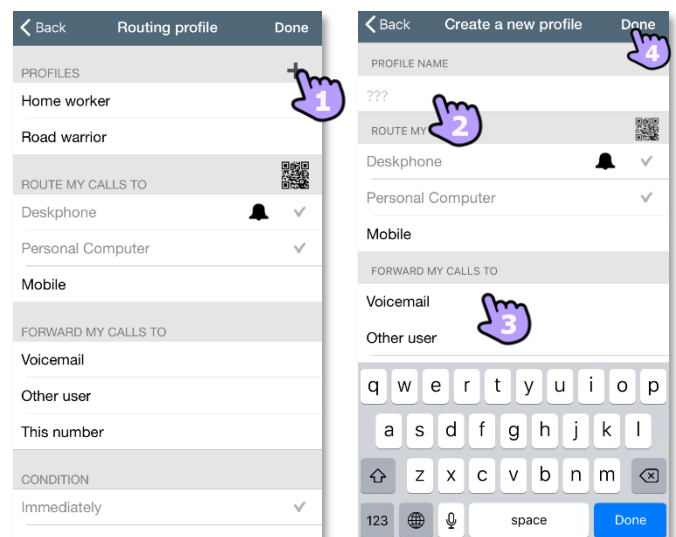 Back Routing profile Done
PROFILES
1
Home worker
Road warrior
ROUTE MY CALLS TO
Deskphone
Personal Computer
Mobile
FORWARD MY CALLS TO
Voicemail
Other user
This number
CONDITION
Immediately
Back Create a new profile Done
4
PROFILE NAME
???
2
ROUTE MY
Deskphone
Personal Computer
Mobile
FORWARD MY CALLS TO
Voicemail
3
Other user
q w e r t y u i o p
a s d f g h j k l
z x c v b n m
123 space Done